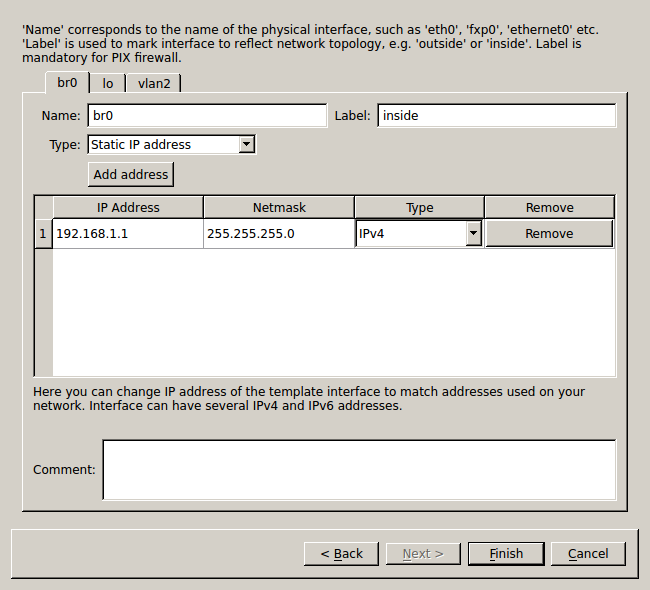 'Name' corresponds to the name of the physical interface, such as 'eth0', 'fxp0', 'ethernet0' etc.
'Label' is used to mark interface to reflect network topology, e.g. 'outside' or 'inside'. Label is
mandatory for PIX firewall.
br0 lo vlan2
Name: br0 Label: inside
Type: Static IP address
Add address
IP Address Netmask Type Remove
1 192.168.1.1 255.255.255.0 IPv4 Remove
Here you can change IP address of the template interface to match addresses used on your
network. Interface can have several IPv4 and IPv6 addresses.
Comment:
< Back Next > Finish Cancel